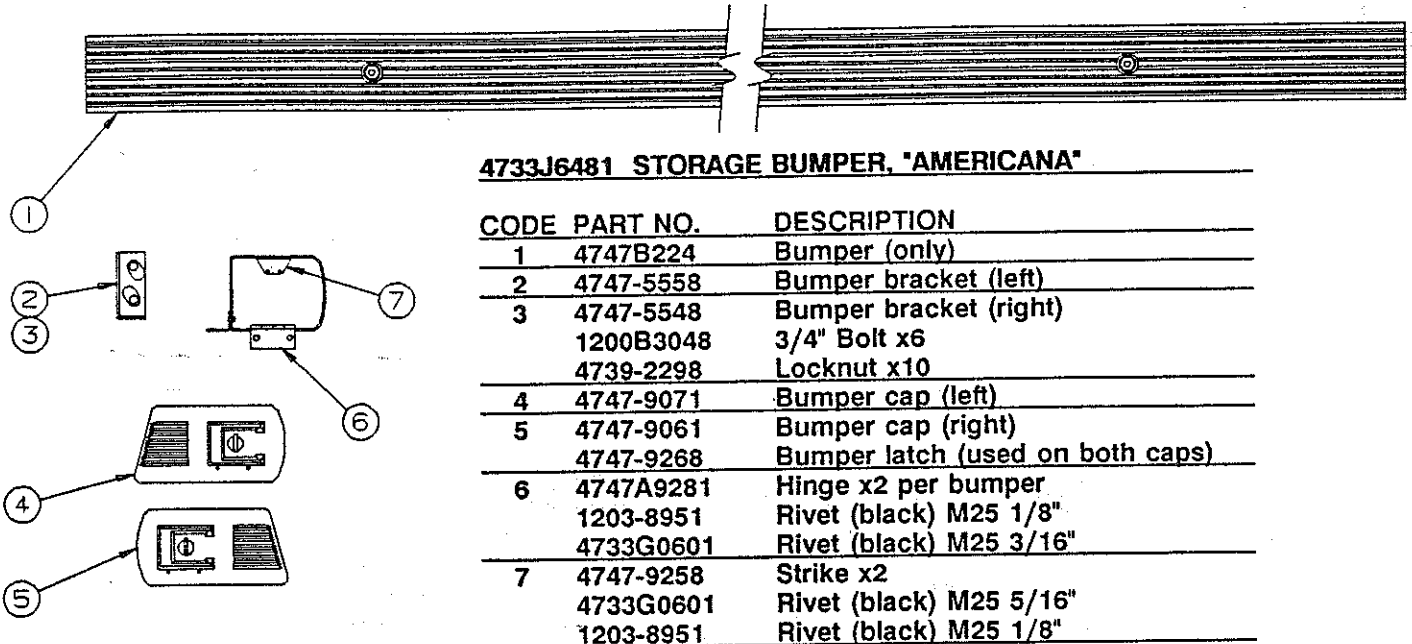 4733J6481 STORAGE BUMPER, "AMERICANA"
CODE PART NO. DESCRIPTION
1 4747B224 Bumper (only)
2 4747-5558 Bumper bracket (left)
3 4747-5548 Bumper bracket (right)
1200B3048 3/4" Bolt x6
4739-2298 Locknut x10
4 4747-9071 Bumper cap (left)
5 4747-9061 Bumper cap (right)
4747-9268 Bumper latch (used on both caps)
6 4747A9281 Hinge x2 per bumper
1203-8951 Rivet (black) M25 1/8"
4733G0601 Rivet (black) M25 3/16"
7 4747-9258 Strike x2
4733G0601 Rivet (black) M25 5/16"
1203-8951 Rivet (black) M25 1/8"
1
2
3
7
6
4
5